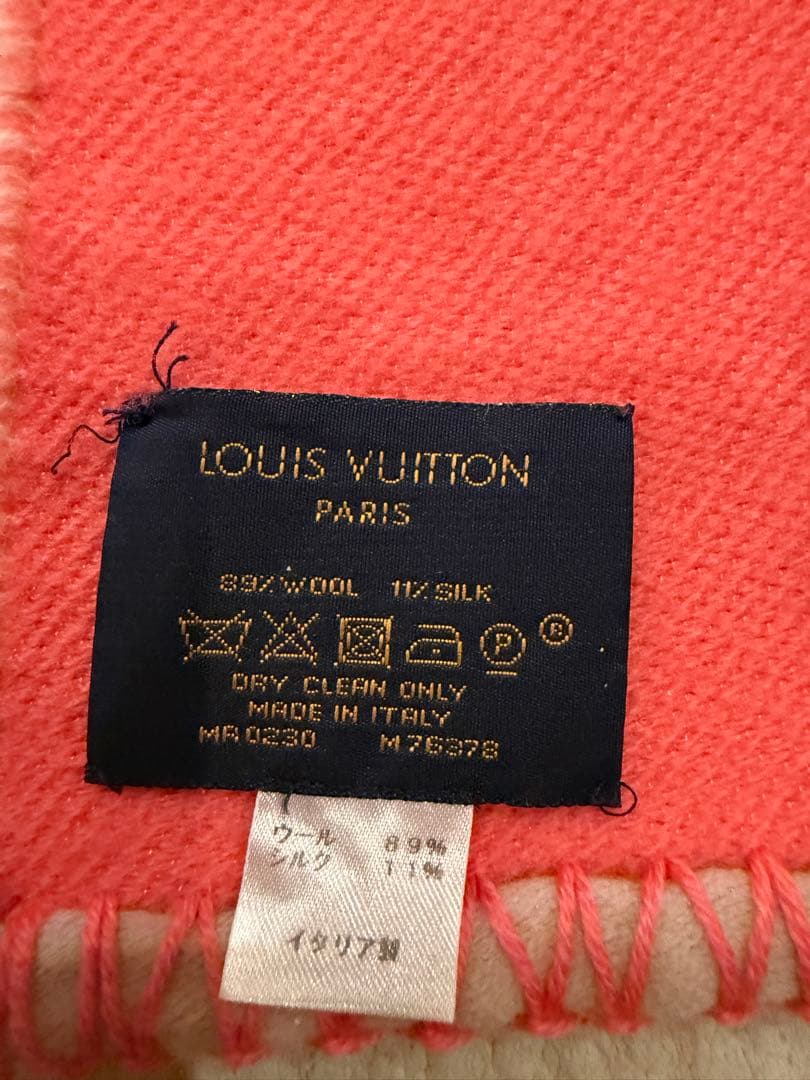 LOUIS VUITTON
PARIS
89% WOOL 11% SILK
P ®
DRY CLEAN ONLY
MADE IN ITALY
MR0230 M76378
ウール 89%
シルク 11%
イタリア製